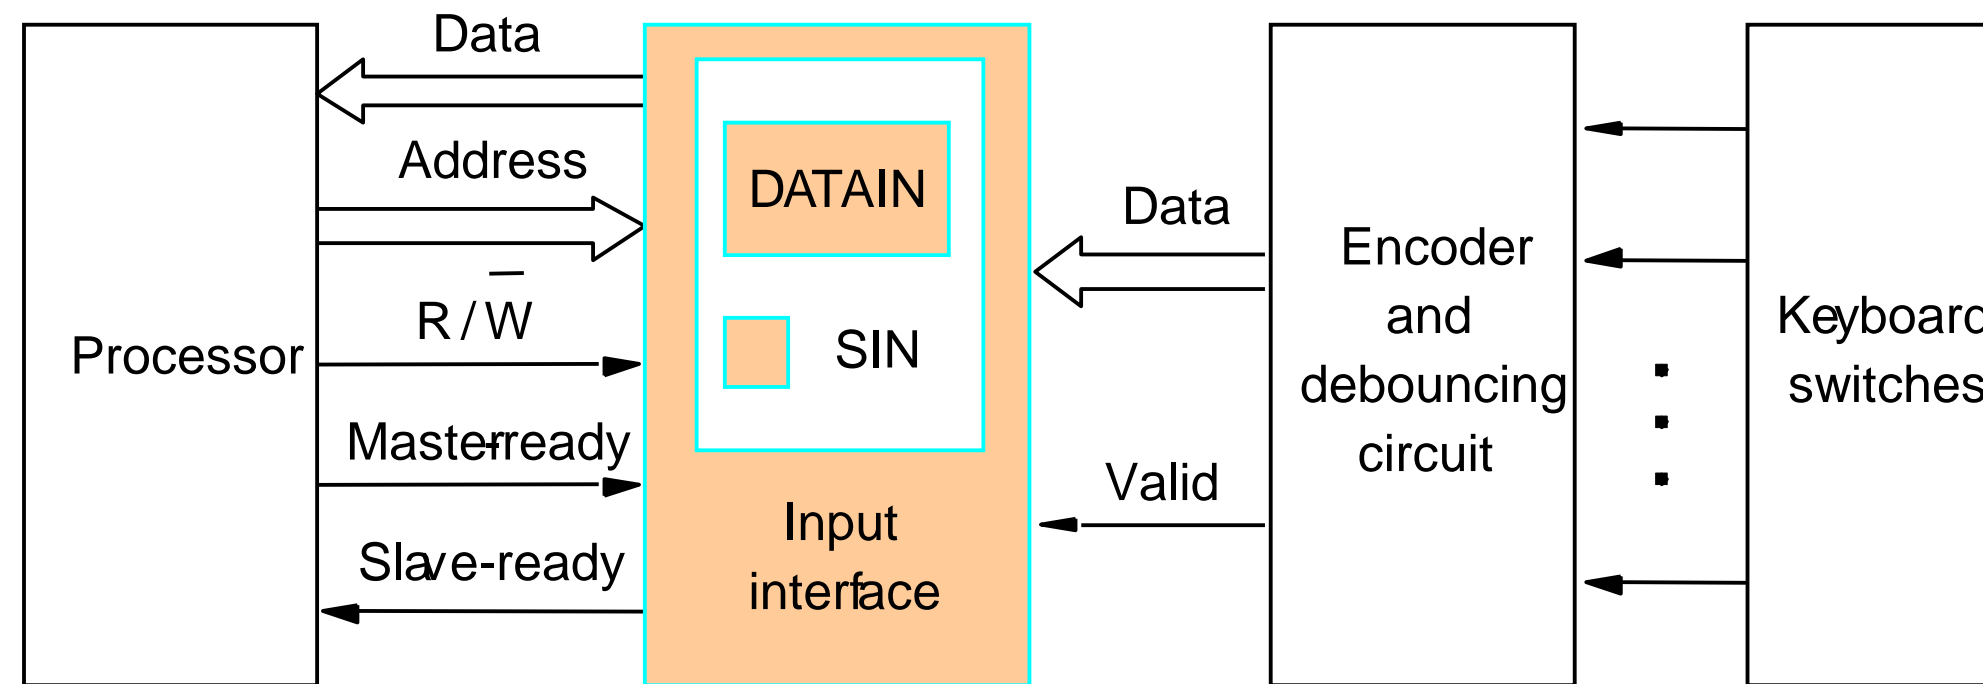 Data
Address
R / W̅
Processor
Master-ready
Slave-ready
DATAIN
SIN
Input
interface
Data
Valid
Encoder
and
debouncing
circuit
Keyboard
switches